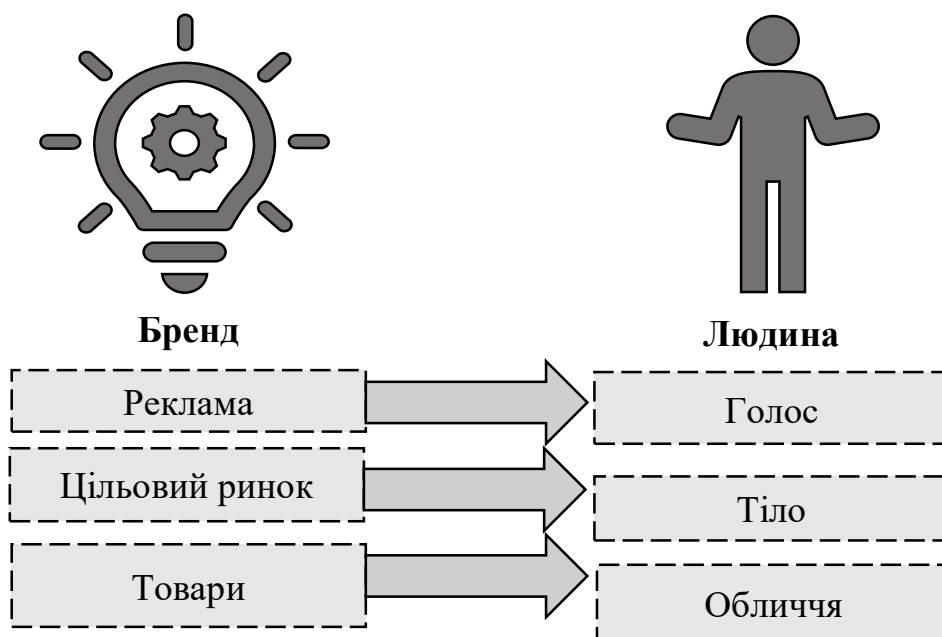 Бренд
Людина
Реклама
Голос
Цільовий ринок
Тіло
Товари
Обличчя